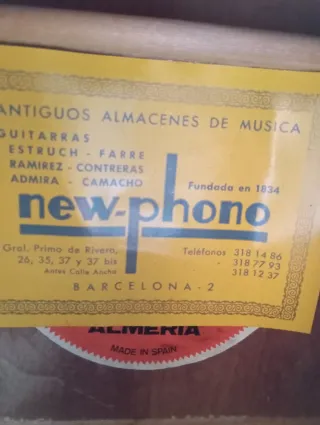 ANTIGUOS ALMACENES DE MUSICA
GUITARRAS
ESTRUCH - FARRE
RAMIREZ - CONTRERAS
ADMIRA - CAMACHO
Fundada en 1834
new-phono
Gral. Primo de Rivera,
26, 35, 37 y 37 bis
Antes Calle Ancha
Teléfonos 318 14 86
- 318 77 93
- 318 12 37
BARCELONA - 2
ALMERIA
MADE IN SPAIN